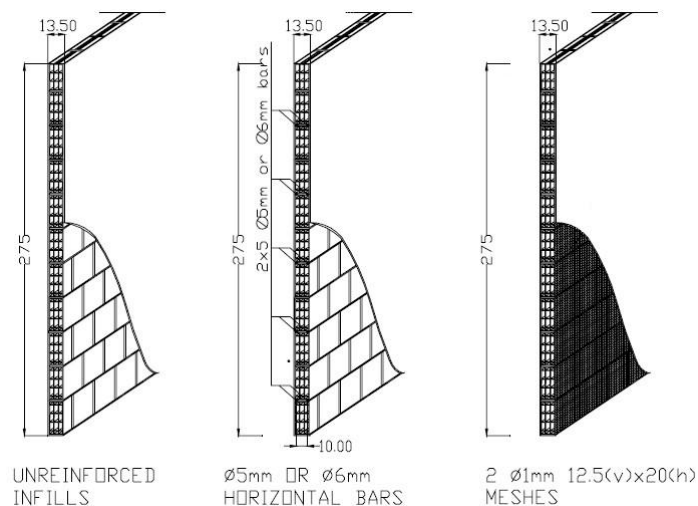 13.50
13.50
13.50
275
275
275
2x5 Ø5mm or Ø6mm bars
10.00
UNREINFORCED
INFILLS
Ø5mm OR Ø6mm
HORIZONTAL BARS
2 Ø1mm 12.5(v)x20(h)
MESHES